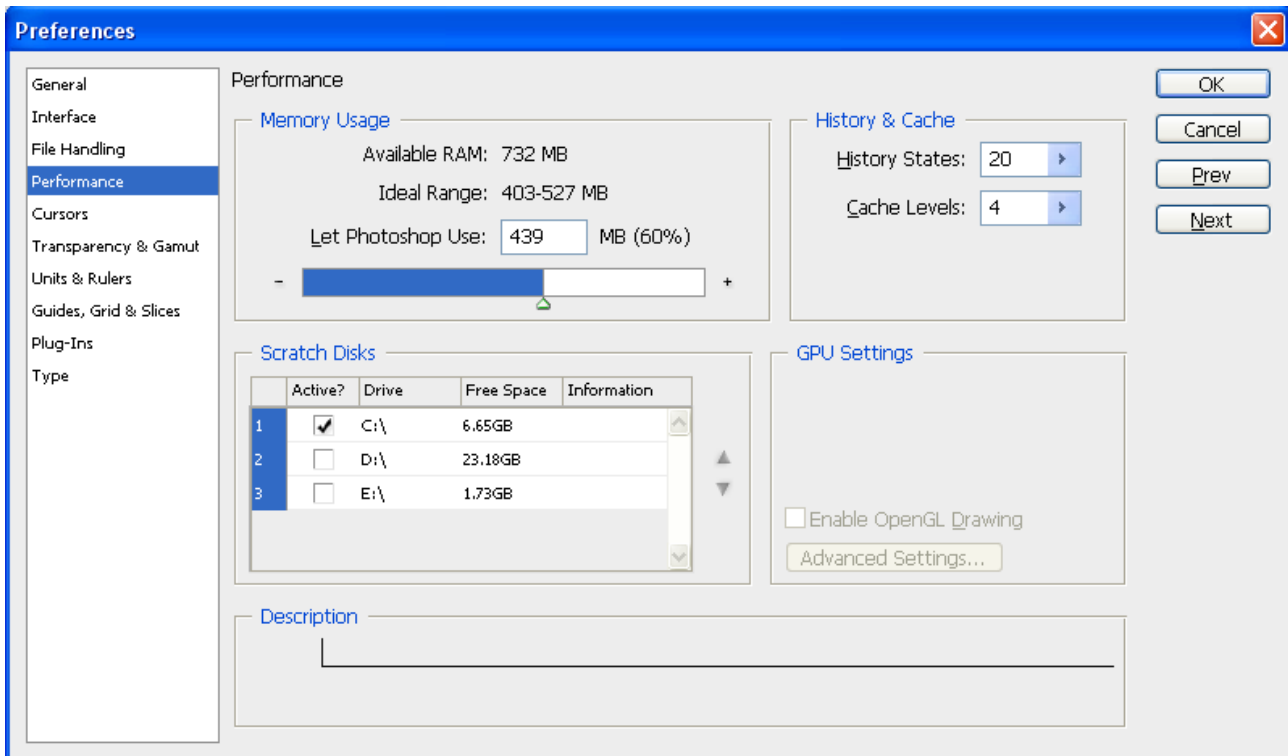 Preferences
General
Interface
File Handling
Performance
Cursors
Transparency & Gamut
Units & Rulers
Guides, Grid & Slices
Plug-Ins
Type
Performance
Memory Usage
Available RAM: 732 MB
Ideal Range: 403-527 MB
Let Photoshop Use: 439 MB (60%)
- +
History & Cache
History States: 20
Cache Levels: 4
Scratch Disks
Active? Drive Free Space Information
1 C:\ 6.65GB
2 D:\ 23.18GB
3 E:\ 1.73GB
GPU Settings
Enable OpenGL Drawing
Advanced Settings...
Description
OK
Cancel
Prev
Next